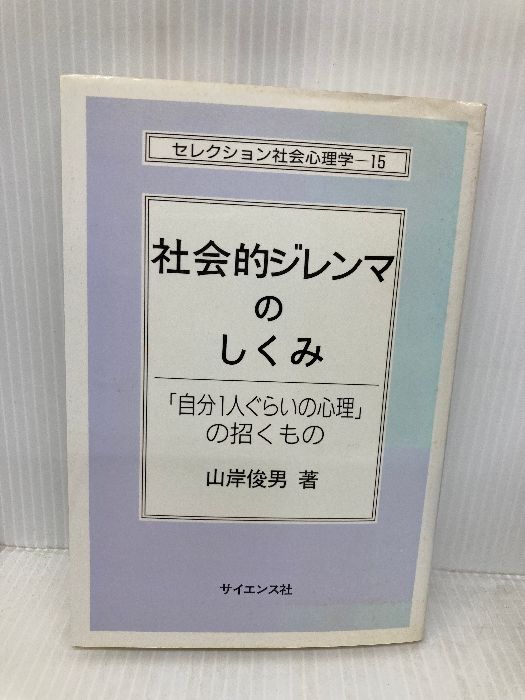 セレクション社会心理学—15
社会的ジレンマ
の
しくみ
「自分1人ぐらいの心理」
の招くもの
山岸俊男 著
サイエンス社